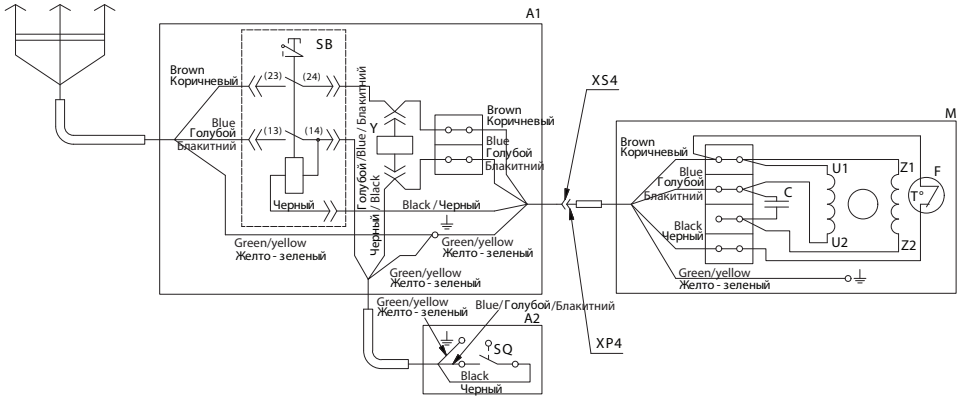 A1
SB
Brown
Коричневый
(23)
(24)
Blue
Голубой
Блакитний
(13)
(14)
Y
Голубой /Blue/ Блакитний
Черный / Black
Brown
Коричневый
Blue
Голубой
Блакитний
Черный
Black / Черный
Green/yellow
Желто - зеленый
Green/yellow
Желто - зеленый
Green/yellow
Желто - зеленый
XS4
XP4
M
Brown
Коричневый
Blue
Голубой
Блакитний
Black
Черный
C
U1
U2
Z1
Z2
F
T°
Green/yellow
Желто - зеленый
Green/yellow
Желто - зеленый
Blue/Голубой/Блакитний
A2
SQ
Black
Черный